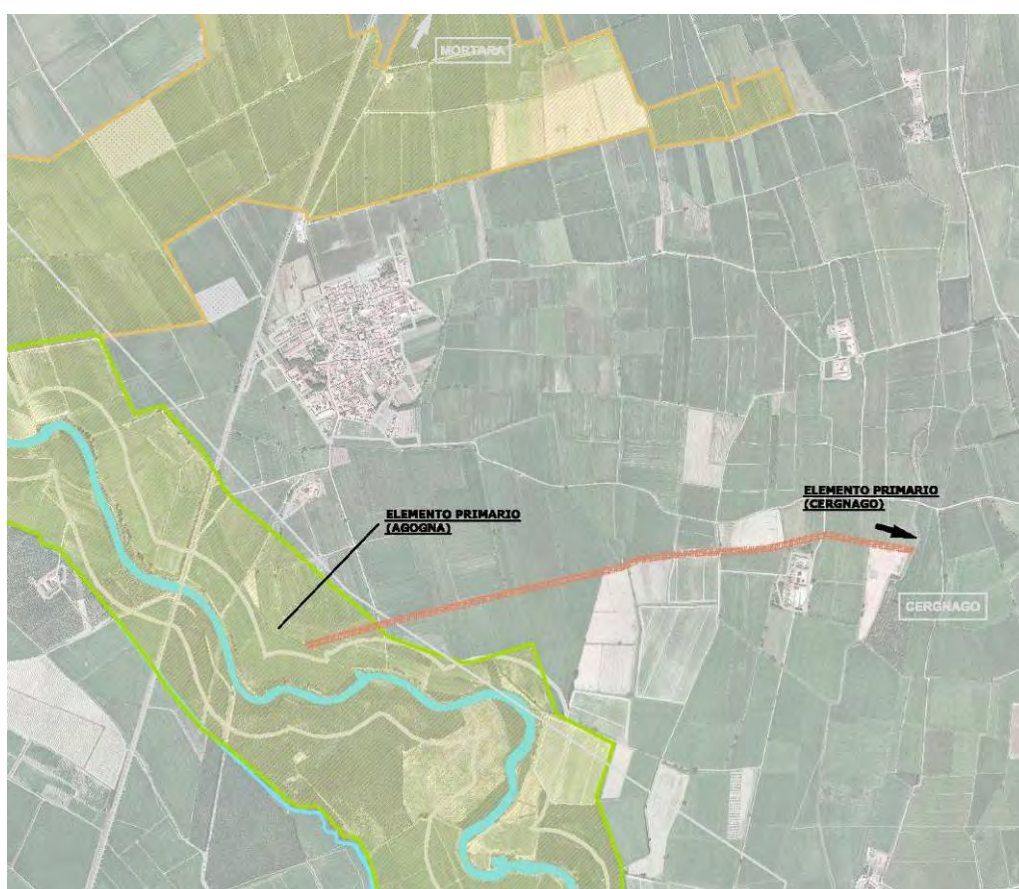 MORTARA
ELEMENTO PRIMARIO
(CERGNAGO)
ELEMENTO PRIMARIO
(AGOGNA)
CERGNAGO